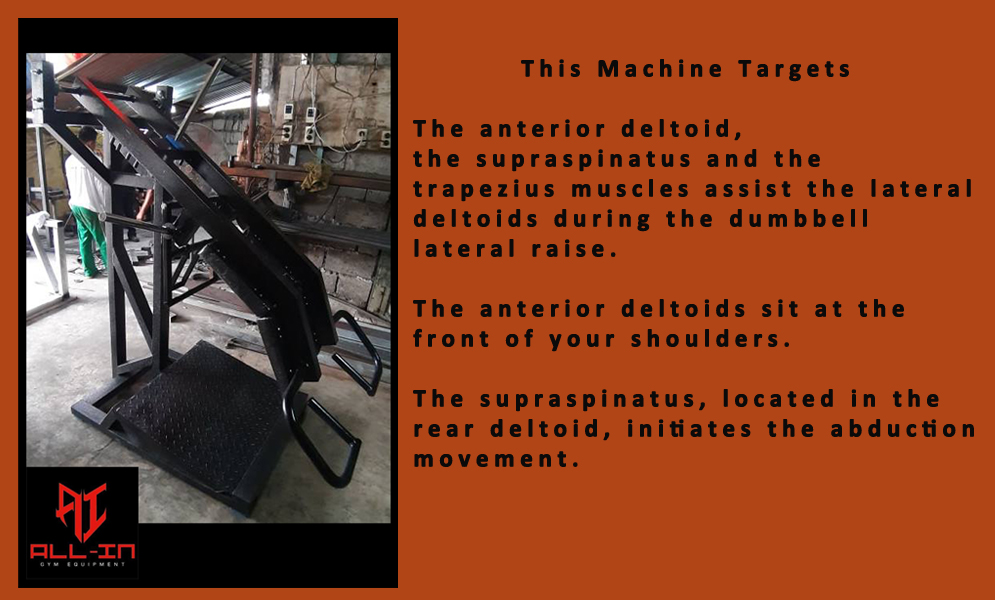 This Machine Targets
The anterior deltoid,
the supraspinatus and the
trapezius muscles assist the lateral
deltoids during the dumbbell
lateral raise.
The anterior deltoids sit at the
front of your shoulders.
The supraspinatus, located in the
rear deltoid, initiates the abduction
movement.
AI
ALL-IN
GYM EQUIPMENT